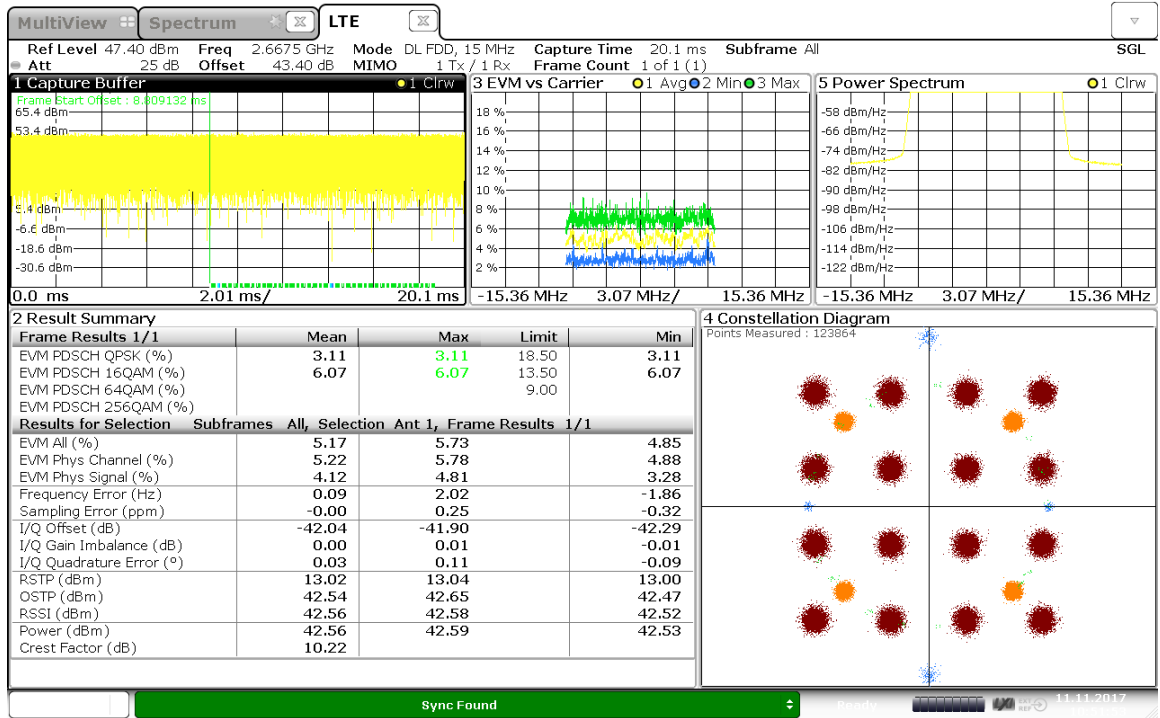 MultiView Spectrum LTE
Ref Level 47.40 dBm Freq 2.6675 GHz Mode DL FDD, 15 MHz Capture Time 20.1 ms Subframe All SGL
Att 25 dB Offset 43.40 dB MIMO 1 Tx / 1 Rx Frame Count 1 of 1 (1)
1 Capture Buffer 1 Clrw
Frame Start Offset : 8.809132 ms
65.4 dBm
53.4 dBm
5.4 dBm
-6.6 dBm
-18.6 dBm
-30.6 dBm
0.0 ms 2.01 ms/ 20.1 ms
3 EVM vs Carrier 1 Avg 2 Min 3 Max
18 %
16 %
14 %
12 %
10 %
8 %
6 %
4 %
2 %
-15.36 MHz 3.07 MHz/ 15.36 MHz
5 Power Spectrum 1 Clrw
-58 dBm/Hz
-66 dBm/Hz
-74 dBm/Hz
-82 dBm/Hz
-90 dBm/Hz
-98 dBm/Hz
-106 dBm/Hz
-114 dBm/Hz
-122 dBm/Hz
-15.36 MHz 3.07 MHz/ 15.36 MHz
2 Result Summary
Frame Results 1/1 Mean Max Limit Min
EVM PDSCH QPSK (%) 3.11 3.11 18.50 3.11
EVM PDSCH 16QAM (%) 6.07 6.07 13.50 6.07
EVM PDSCH 64QAM (%) 9.00
EVM PDSCH 256QAM (%)
Results for Selection Subframes All, Selection Ant 1, Frame Results 1/1
EVM All (%) 5.17 5.73 4.85
EVM Phys Channel (%) 5.22 5.78 4.88
EVM Phys Signal (%) 4.12 4.81 3.28
Frequency Error (Hz) 0.09 2.02 -1.86
Sampling Error (ppm) -0.00 0.25 -0.32
I/Q Offset (dB) -42.04 -41.90 -42.29
I/Q Gain Imbalance (dB) 0.00 0.01 -0.01
I/Q Quadrature Error (º) 0.03 0.11 -0.09
RSTP (dBm) 13.02 13.04 13.00
OSTP (dBm) 42.54 42.65 42.47
RSSI (dBm) 42.56 42.58 42.52
Power (dBm) 42.56 42.59 42.53
Crest Factor (dB) 10.22
4 Constellation Diagram
Points Measured : 123864
Sync Found
Ready
11.11.2017